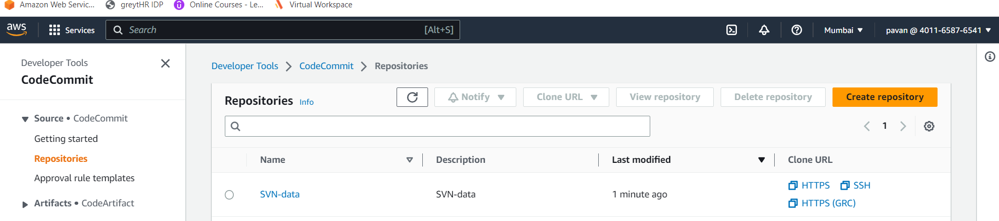 Amazon Web Servic... greytHR IDP Online Courses - Le... Virtual Workspace
aws Services Search [Alt+S] Mumbai pavan @ 4011-6587-6541
Developer Tools
CodeCommit
Source • CodeCommit
Getting started
Repositories
Approval rule templates
Artifacts • CodeArtifact
Developer Tools CodeCommit Repositories
Repositories Info Notify Clone URL View repository Delete repository Create repository
1
Name Description Last modified Clone URL
SVN-data SVN-data 1 minute ago HTTPS SSH
HTTPS (GRC)